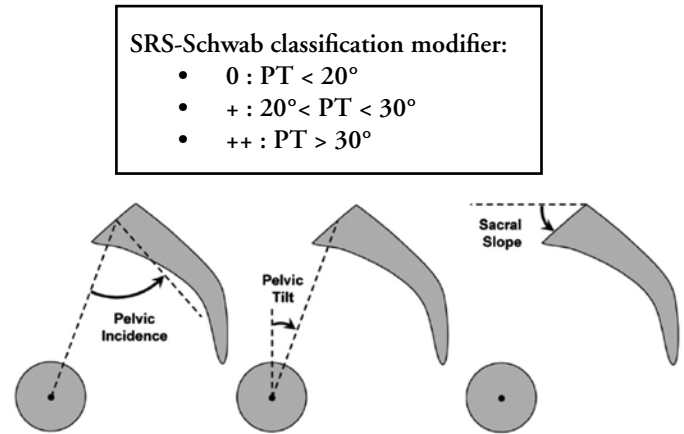 SRS-Schwab classification modifier:
• 0 : PT < 20°
• + : 20°< PT < 30°
• ++ : PT > 30°
Pelvic
Incidence
Pelvic
Tilt
Sacral
Slope